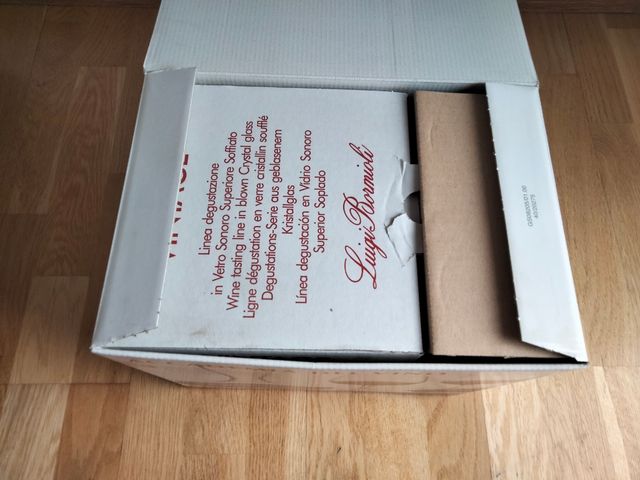 Linea degustazione
in Vetro Sonoro Superiore Soffiato
Wine tasting line in blown Crystal glass
Ligne dégustation en verre cristallin soufflé
Degustations-Serie aus geblasenem
Kristallglas
Línea degustación en Vidrio Sonoro
Superior Soplado
Luigi Bormioli